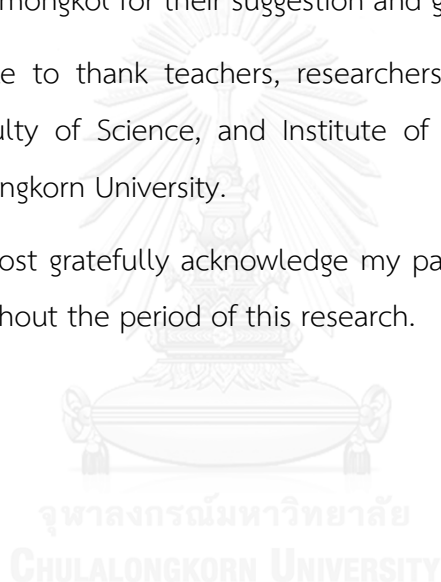 mongkol for their suggestion and g
e to thank teachers, researchers
ulty of Science, and Institute of
ngkorn University.
ost gratefully acknowledge my pa
hout the period of this research.
จุฬาลงกรณ์มหาวิทยาลัย
CHULALONGKORN UNIVERSITY